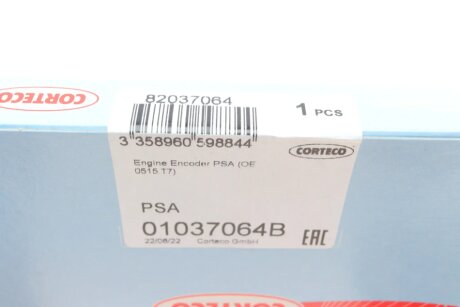 CORTECO
82037064
1 PCS
3 358960 598844
CORTECO
Engine Encoder PSA (OE
0515 T7)
PSA
01037064B
22/06/22 Corteco GmbH
EAC
CORTECO